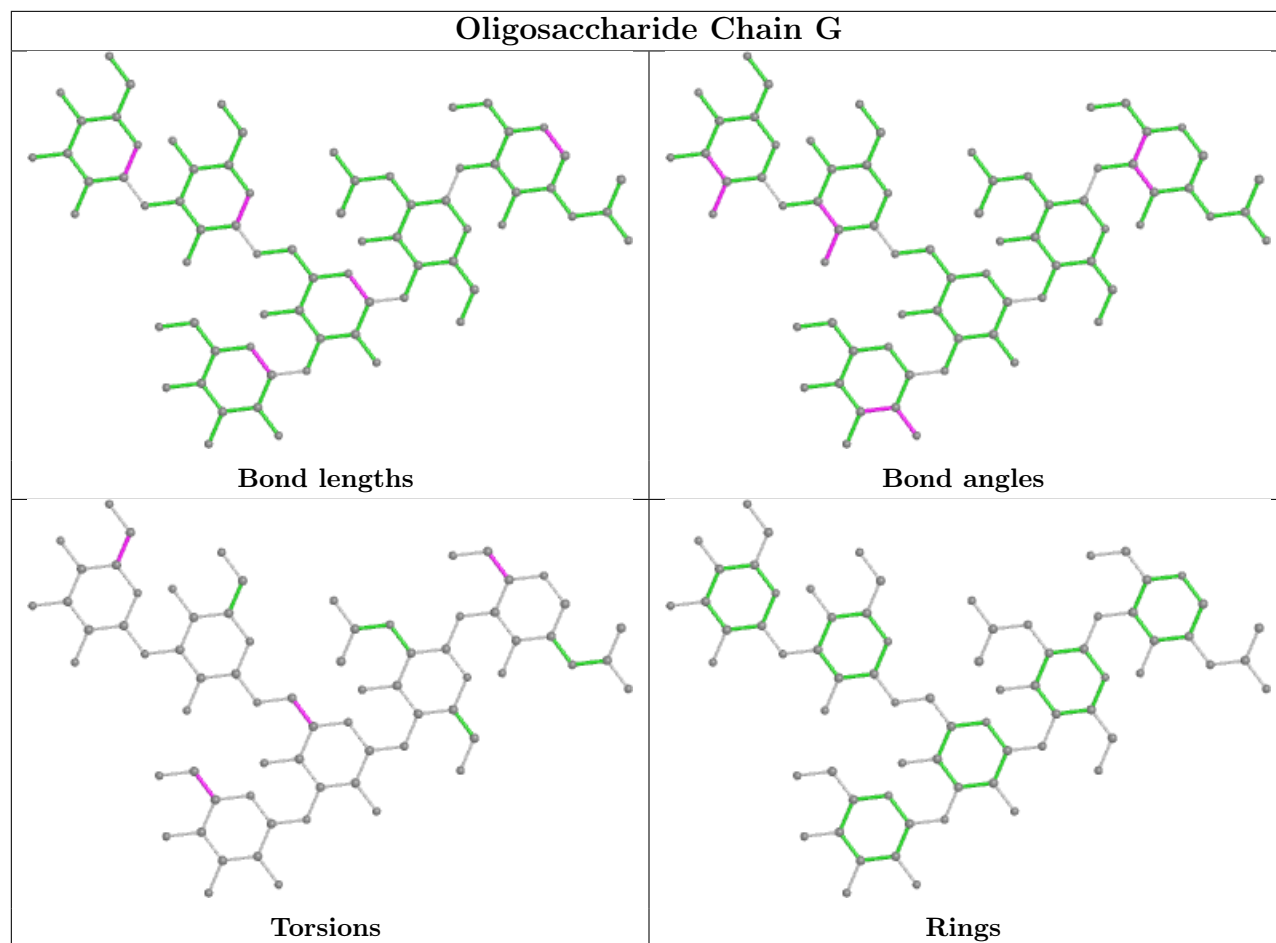 Oligosaccharide Chain G
Bond lengths
Bond angles
Torsions
Rings